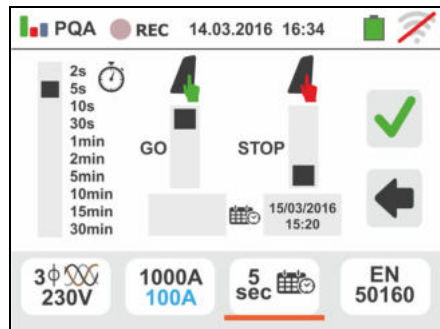 PQA REC 14.03.2016 16:34
2s
5s
10s
30s
1min
2min
5min
10min
15min
30min
GO
STOP
15/03/2016
15:20
3ϕ
230V
1000A
100A
5
sec
EN
50160